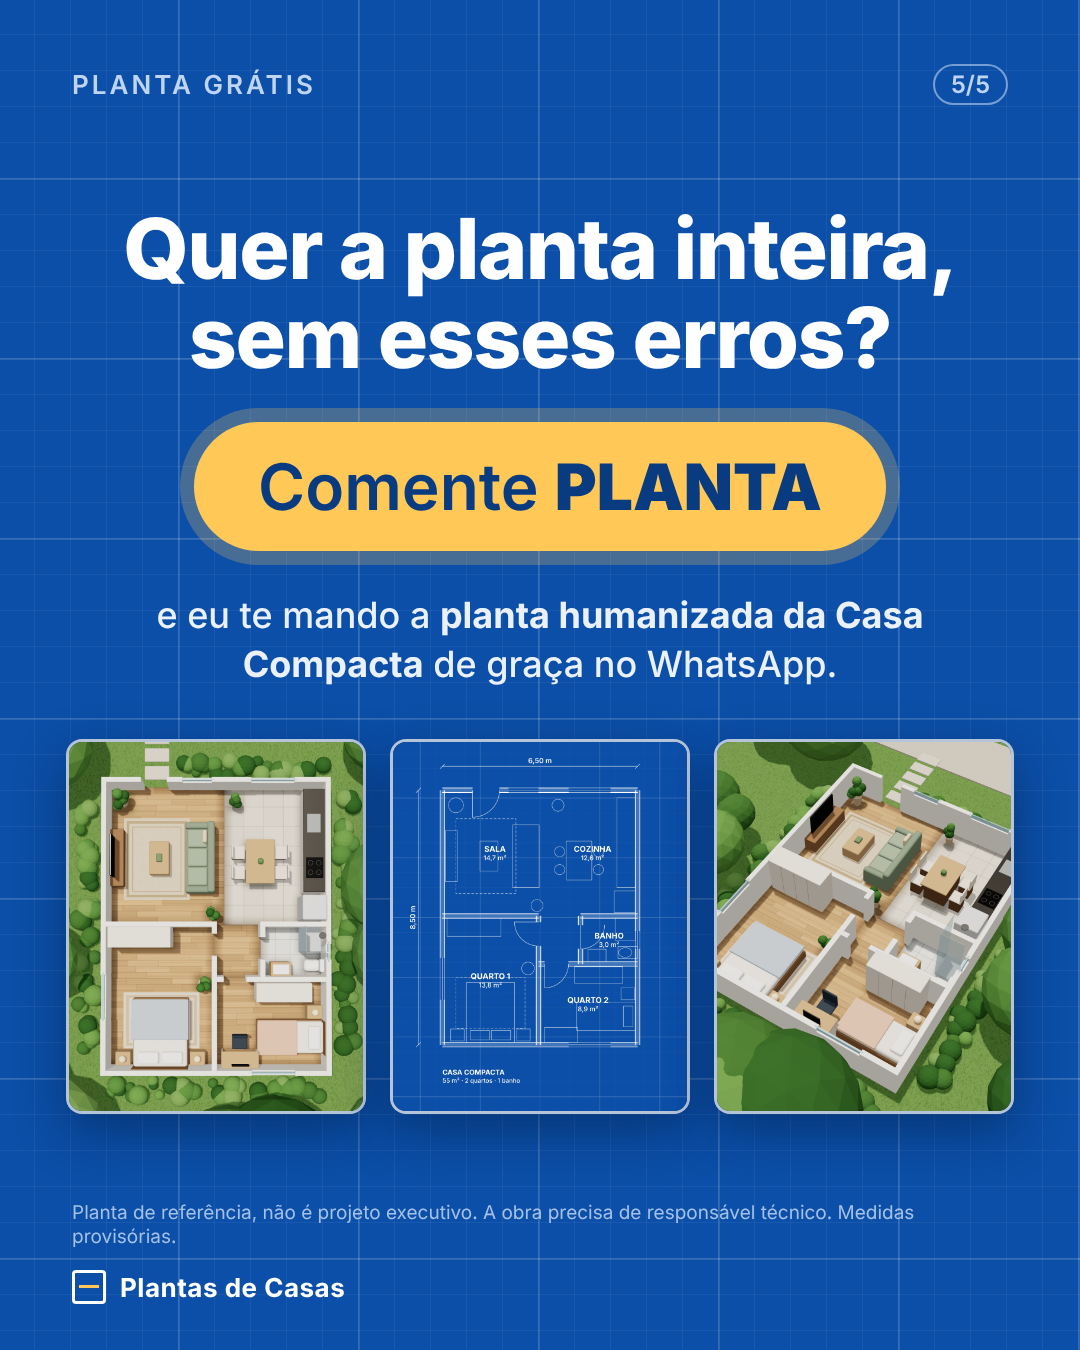 PLANTA GRÁTIS
5/5
Quer a planta inteira,
sem esses erros?
Comente PLANTA
e eu te mando a planta humanizada da Casa
Compacta de graça no WhatsApp.
6,50 m
8,50 m
SALA
14,7 m²
COZINHA
12,6 m²
BANHO
3,0 m²
QUARTO 1
13,8 m²
QUARTO 2
8,9 m²
CASA COMPACTA
55 m² · 2 quartos · 1 banho
Planta de referência, não é projeto executivo. A obra precisa de responsável técnico. Medidas
provisórias.
Plantas de Casas